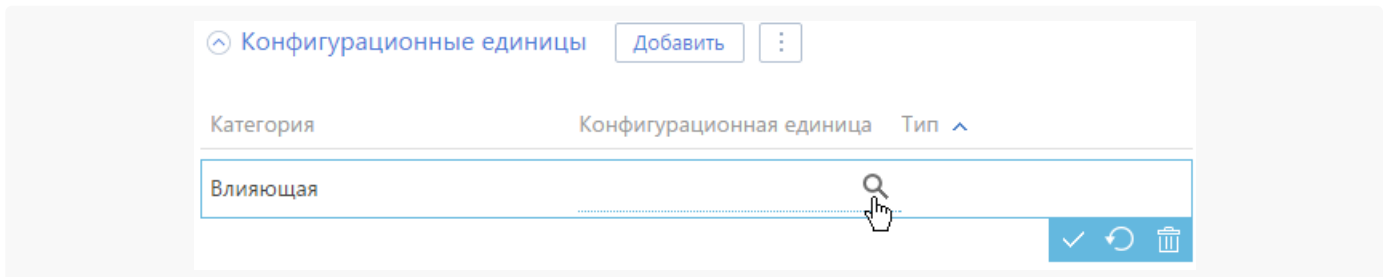 Конфигурационные единицы Добавить
Категория Конфигурационная единица Тип
Влияющая